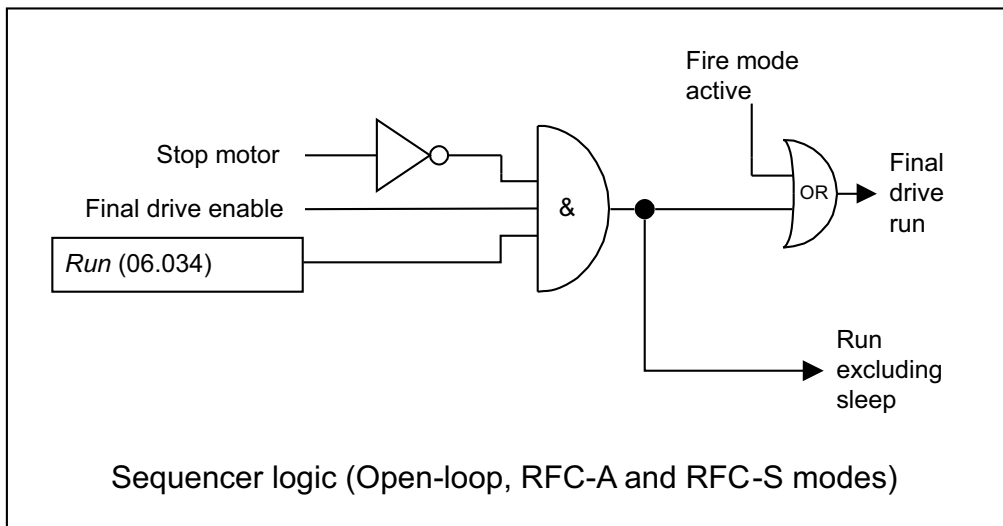 Fire mode
active
Stop motor
Final drive enable
Run (06.034)
&
OR
Final
drive
run
Run
excluding
sleep
Sequencer logic (Open-loop, RFC-A and RFC-S modes)